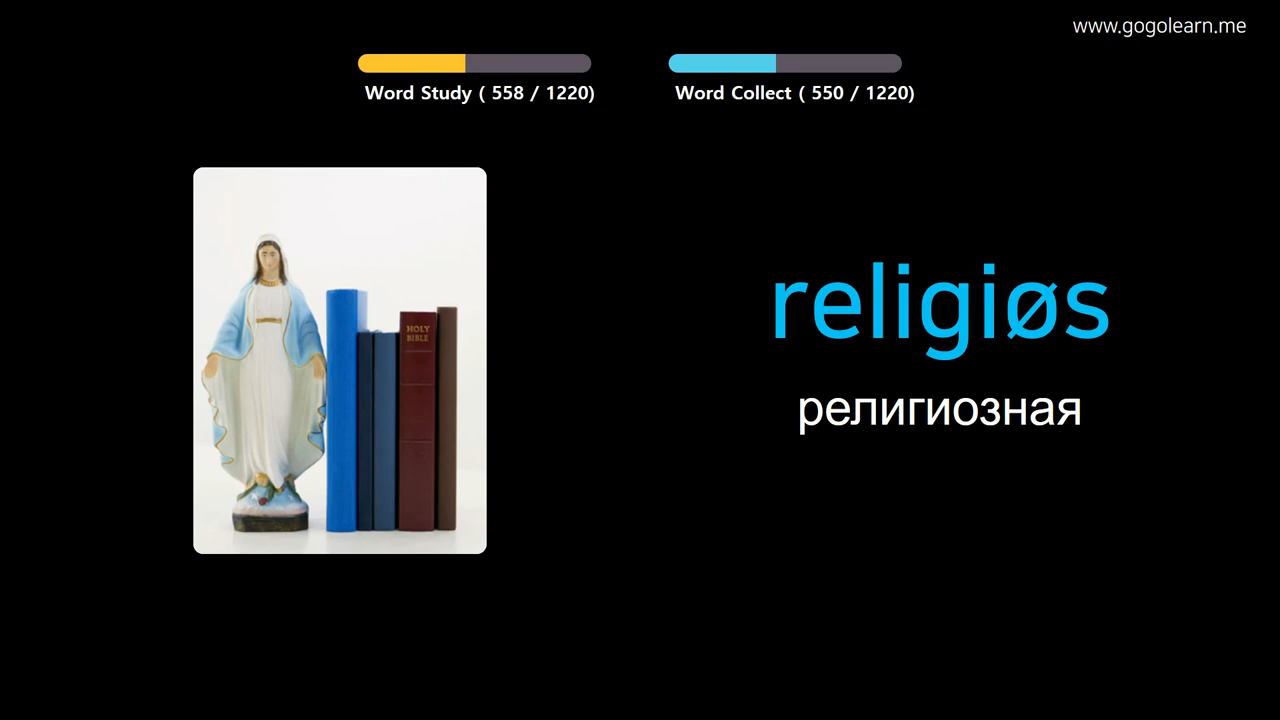 www.gogolearn.me
Word Study ( 558 / 1220)
Word Collect ( 550 / 1220)
HOLY
BIBLE
religiøs
религиозная